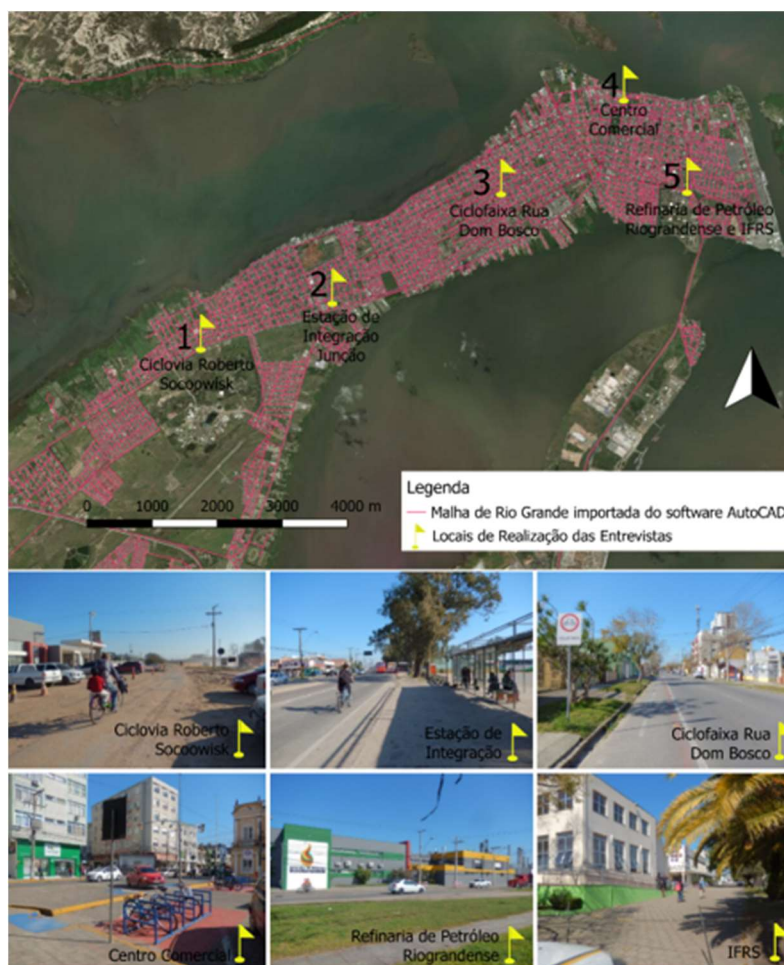 4
Centro
Comercial
3
Ciclofaixa Rua
Dom Bosco
5
Refinaria de Petróleo
Riograndense e IFRS
2
Estação de
Integração
Junção
1
Ciclovia Roberto
Socoowisk
0 1000 2000 3000 4000 m
Legenda
Malha de Rio Grande importada do software AutoCAD
Locais de Realização das Entrevistas
Ciclovia Roberto
Socoowisk
Estação de
Integração
Ciclofaixa Rua
Dom Bosco
Centro Comercial
Refinaria de Petróleo
Riograndense
IFRS